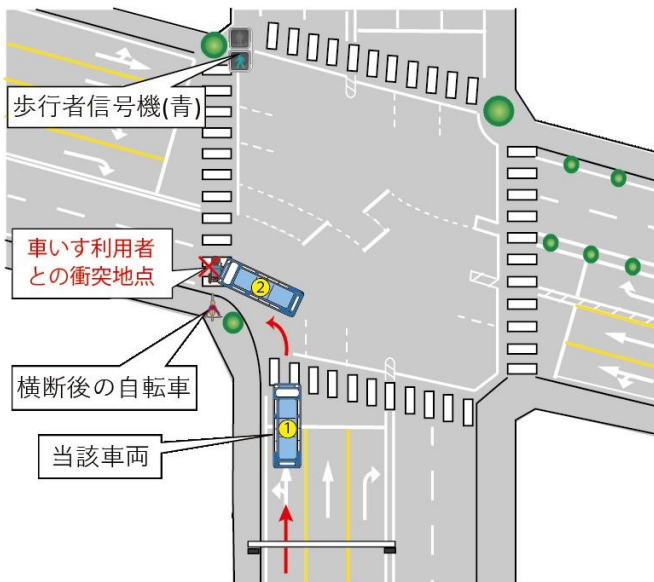 歩行者信号機(青)
車いす利用者
との衝突地点
②
横断後の自転車
①
当該車両